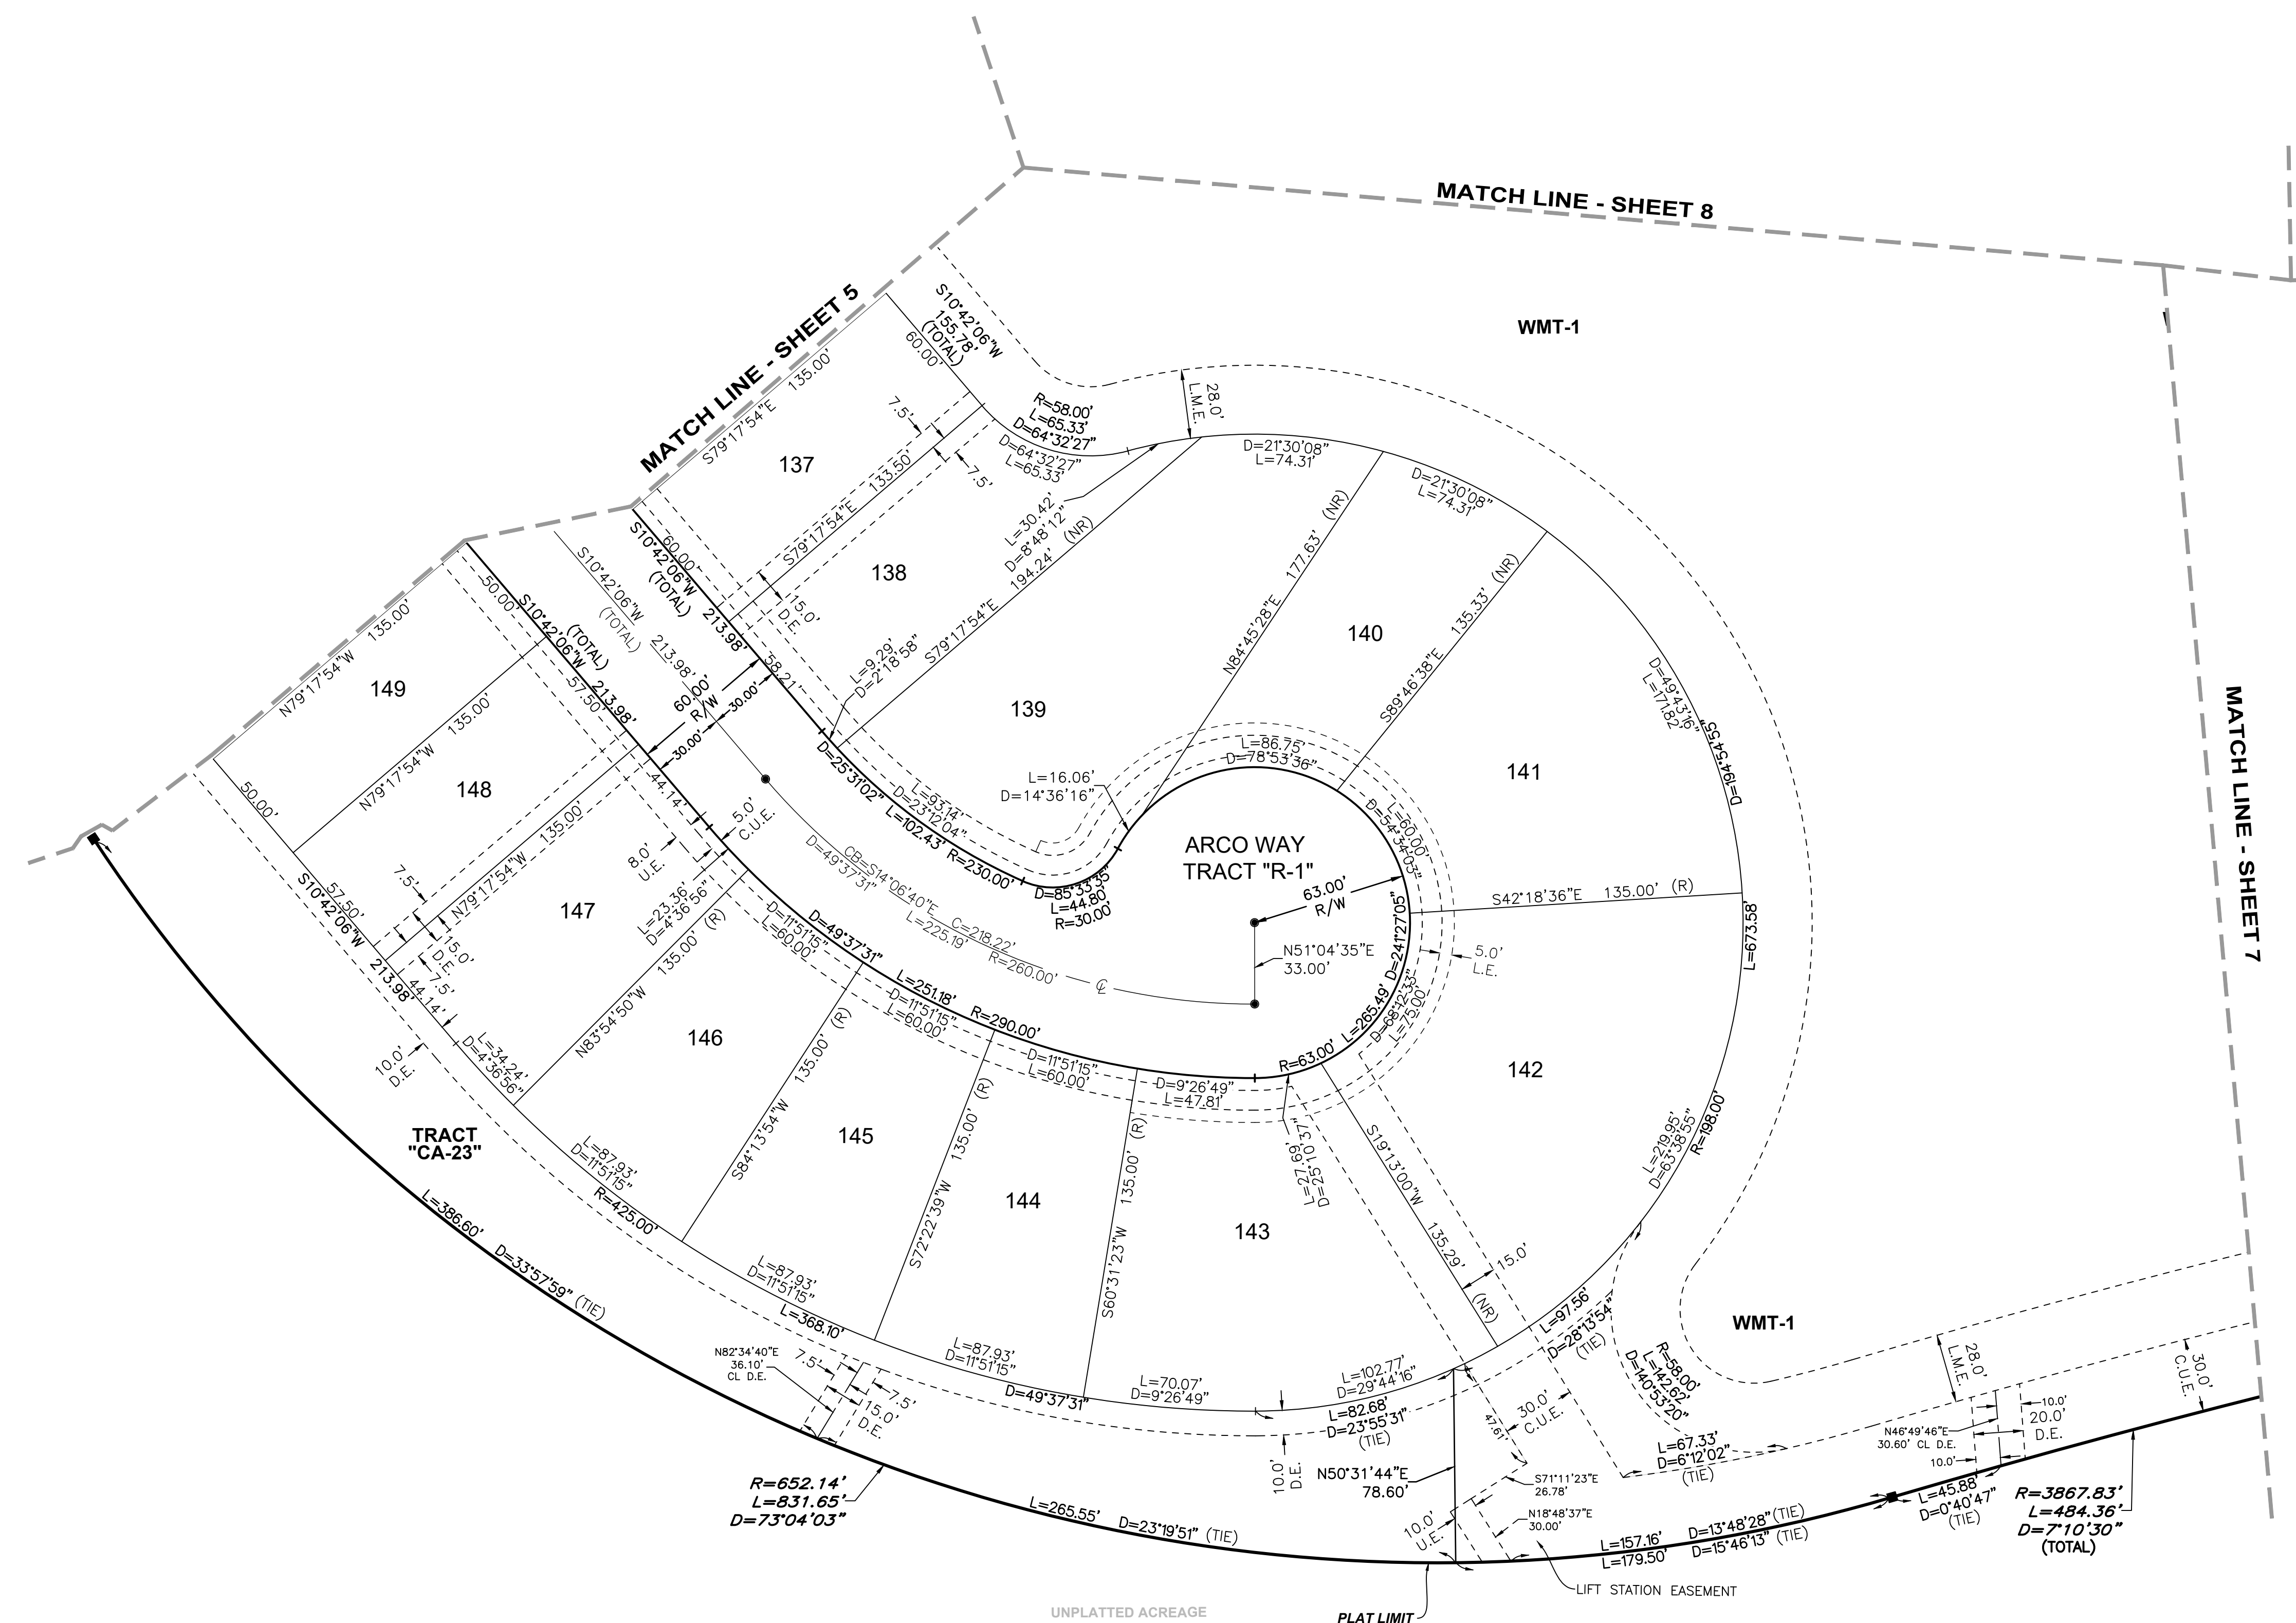 MATCH LINE - SHEET 8
MATCH LINE - SHEET 5
MATCH LINE - SHEET 7
WMT-1
S10°42'06"W
155.78'
(TOTAL)
60.00'
S79°17'54"E 135.00'
137
7.5'
S79°17'54"E 133.50'
7.5'
R=58.00'
L=65.33'
D=64°32'27"
D=64°32'27"
L=65.33'
28.0'
L.M.E.
D=21°30'08"
L=74.31'
D=21°30'08"
L=74.31'
L=30.42'
D=8°48'12"
S79°17'54"E 194.24' (NR)
138
60.00'
S10°42'06"W 213.98'
(TOTAL)
15.0'
D.E.
58.21'
L=9.29'
D=2°18'58"
139
N84°45'28"E 177.63' (NR)
140
S89°46'38"E 135.33' (NR)
141
D=49°43'16"
L=171.82'
D=194°54'55"
L=673.58'
R=198.00'
S10°42'06"W 213.98'
(TOTAL)
50.00'
S10°42'06"W 213.98'
(TOTAL)
57.50'
60.00'
R/W
30.00'
30.00'
44.14'
N79°17'54"W 135.00'
149
N79°17'54"W 135.00'
148
50.00'
N79°17'54"W 135.00'
7.5'
147
57.50'
S10°42'06"W
213.98'
15.0'
D.E.
7.5'
44.14'
8.0'
U.E.
5.0'
C.U.E.
L=23.36'
D=4°36'56"
N83°54'50"W 135.00' (R)
L=34.24'
D=4°36'56"
10.0'
D.E.
D=25°31'02" L=102.43' R=230.00'
L=93.14'
D=23°12'04"
L=16.06'
D=14°36'16"
L=86.75'
D=78°53'36"
D=85°33'35"
L=44.80'
R=30.00'
CB=S14°06'40"E C=218.22'
D=49°37'31" L=225.19' R=260.00'
ARCO WAY
TRACT "R-1"
63.00'
R/W
N51°04'35"E
33.00'
L=60.00'
D=54°34'03"
S42°18'36"E 135.00' (R)
5.0'
L.E.
R=63.00' L=265.49' D=241°27'05"
D=68°12'33"
L=75.00'
D=49°37'31" L=251.18' R=290.00'
D=11°51'15"
L=60.00'
D=11°51'15"
L=60.00'
D=11°51'15"
L=60.00'
D=9°26'49"
L=47.81'
L=27.69'
D=25°10'37"
146
S84°13'54"W 135.00' (R)
145
S72°22'39"W 135.00' (R)
144
S60°31'23"W 135.00' (R)
143
S19°13'00"W 135.29' (NR)
15.0'
142
L=219.95'
D=63°38'55"
TRACT
"CA-23"
L=87.93'
D=11°51'15"
R=425.00'
L=87.93'
D=11°51'15"
L=368.10'
L=87.93'
D=11°51'15"
D=49°37'31"
L=70.07'
D=9°26'49"
L=102.77'
D=29°44'16"
L=82.68'
D=23°55'31"
(TIE)
L=97.56'
D=28°13'54"
(TIE)
R=58.00'
L=142.62'
D=140°53'20"
WMT-1
28.0'
L.M.E.
30.0'
C.U.E.
L=386.60' D=33°57'59" (TIE)
N82°34'40"E
36.10'
CL D.E.
7.5'
7.5'
15.0'
D.E.
10.0'
D.E.
47.61'
30.0'
C.U.E.
L=67.33'
D=6°12'02"
(TIE)
N46°49'46"E
30.60' CL D.E.
10.0'
20.0'
D.E.
10.0'
N50°31'44"E
78.60'
S71°11'23"E
26.78'
N18°48'37"E
30.00'
10.0'
U.E.
R=652.14'
L=831.65'
D=73°04'03"
L=265.55' D=23°19'51" (TIE)
L=157.16' D=13°48'28" (TIE)
L=179.50' D=15°46'13" (TIE)
L=45.88'
D=0°40'47"
(TIE)
R=3867.83'
L=484.36'
D=7°10'30"
(TOTAL)
LIFT STATION EASEMENT
UNPLATTED ACREAGE
PLAT LIMIT